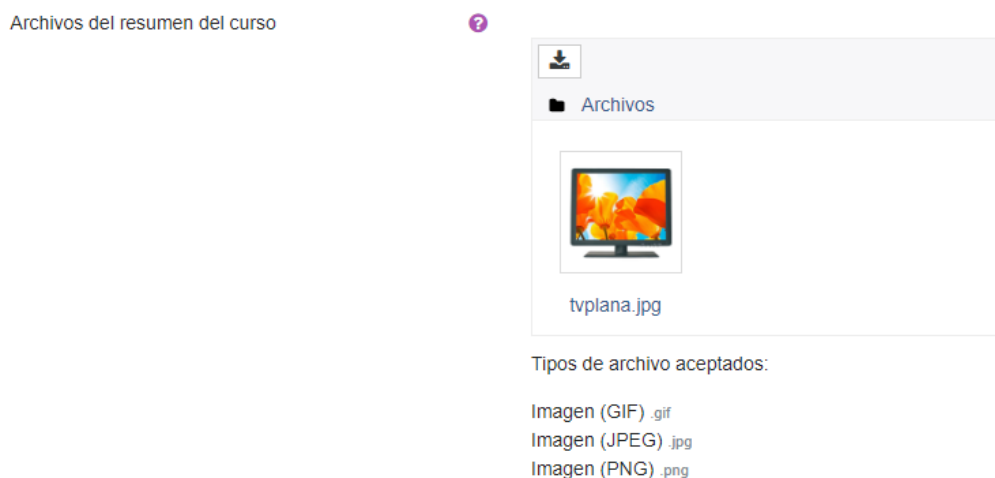 Archivos del resumen del curso
?
Archivos
tvplana.jpg
Tipos de archivo aceptados:
Imagen (GIF) .gif
Imagen (JPEG) .jpg
Imagen (PNG) .png